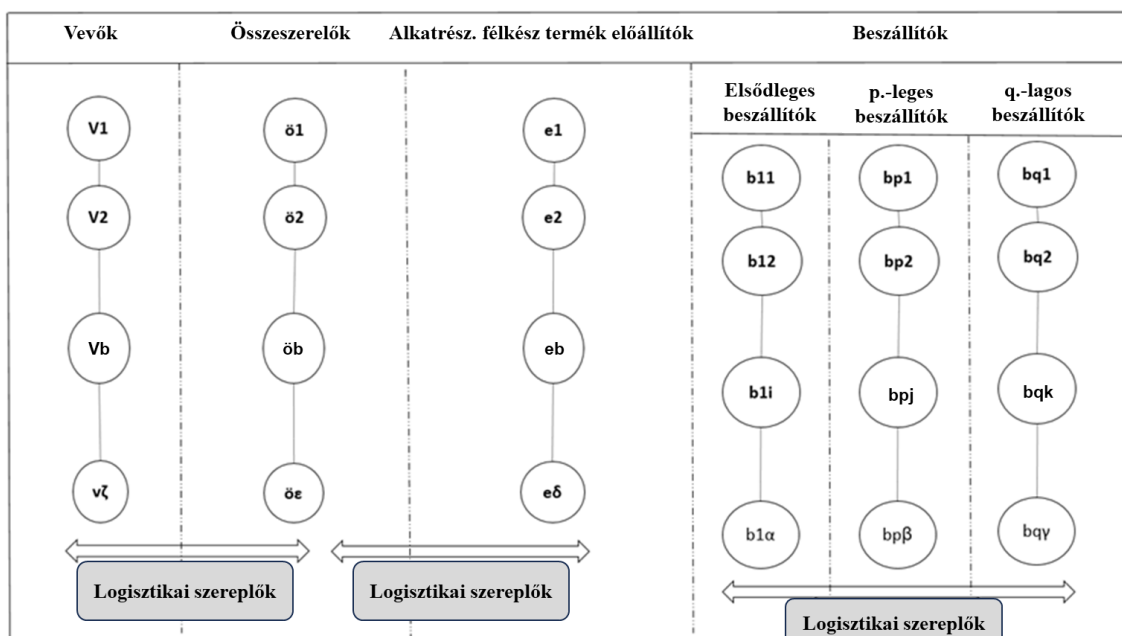 Vevők
Összeszerelők
Alkatrész. félkész termék előállítók
Beszállítók
Elsődleges
beszállítók
p.-leges
beszállítók
q.-lagos
beszállítók
V1
ö1
e1
b11
bp1
bq1
V2
ö2
e2
b12
bp2
bq2
Vb
öb
eb
b1i
bpj
bqk
vζ
öε
eδ
b1α
bpβ
bqγ
Logisztikai szereplők
Logisztikai szereplők
Logisztikai szereplők